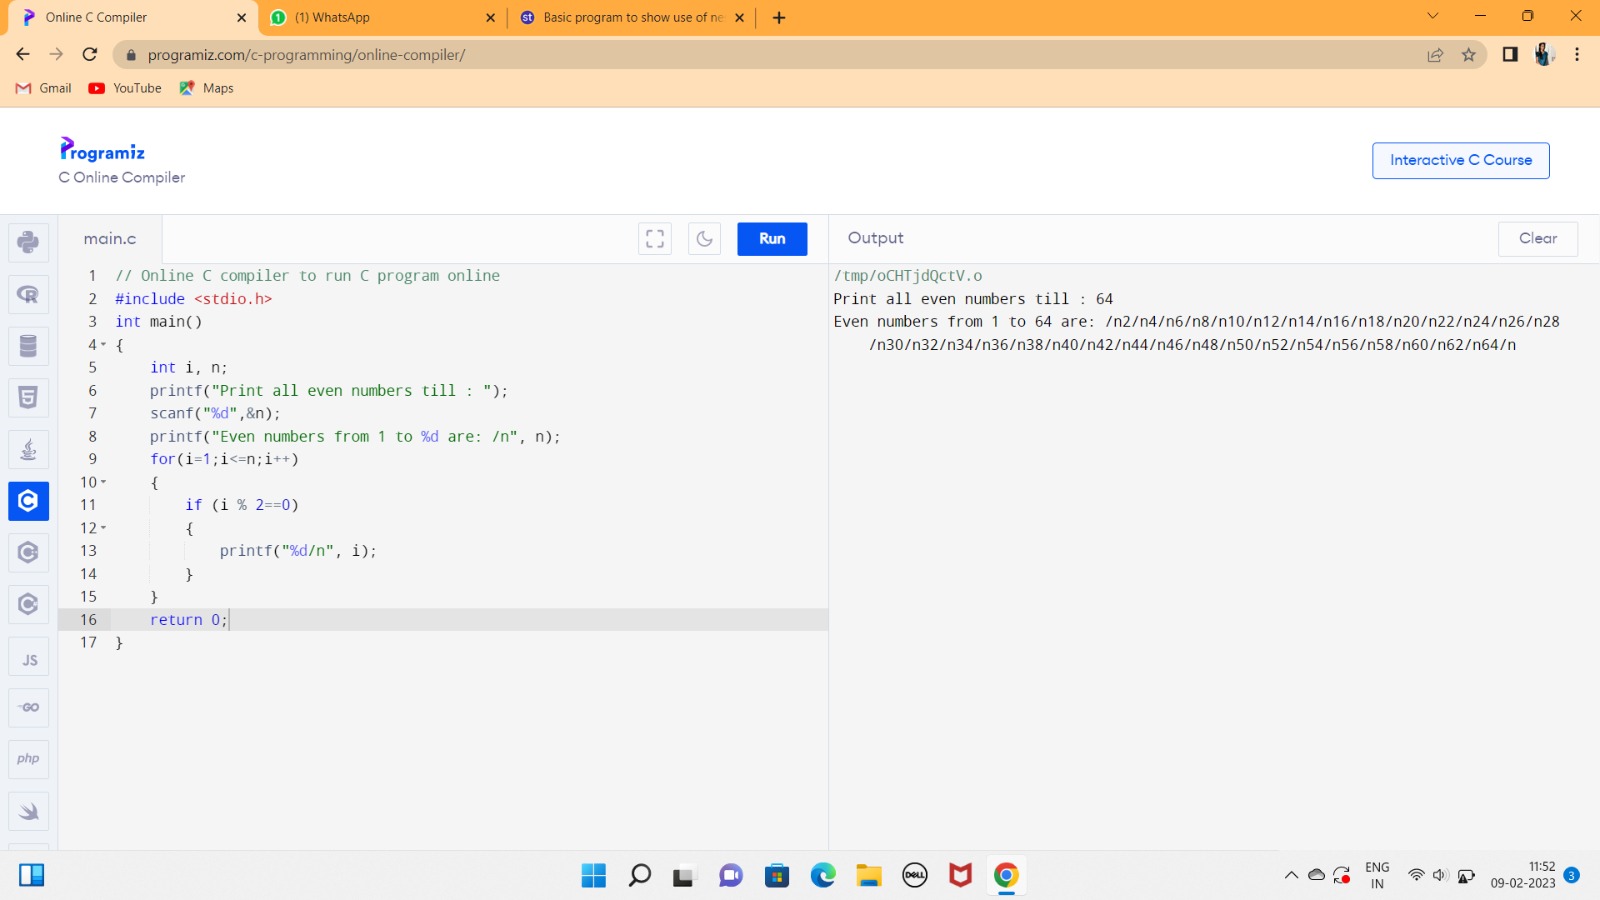 Online C Compiler
(1) WhatsApp
Basic program to show use of ne
programiz.com/c-programming/online-compiler/
Gmail
YouTube
Maps
Programiz
C Online Compiler
Interactive C Course
main.c
Run
Output
Clear
1 // Online C compiler to run C program online
2 #include <stdio.h>
3 int main()
4 {
5 int i, n;
6 printf("Print all even numbers till : ");
7 scanf("%d",&n);
8 printf("Even numbers from 1 to %d are: /n", n);
9 for(i=1;i<=n;i++)
10 {
11 if (i % 2==0)
12 {
13 printf("%d/n", i);
14 }
15 }
16 return 0;
17 }
/tmp/oCHTjdQctV.o
Print all even numbers till : 64
Even numbers from 1 to 64 are: /n2/n4/n6/n8/n10/n12/n14/n16/n18/n20/n22/n24/n26/n28
/n30/n32/n34/n36/n38/n40/n42/n44/n46/n48/n50/n52/n54/n56/n58/n60/n62/n64/n
JS
GO
php
DELL
ENG
IN
11:52
09-02-2023
3